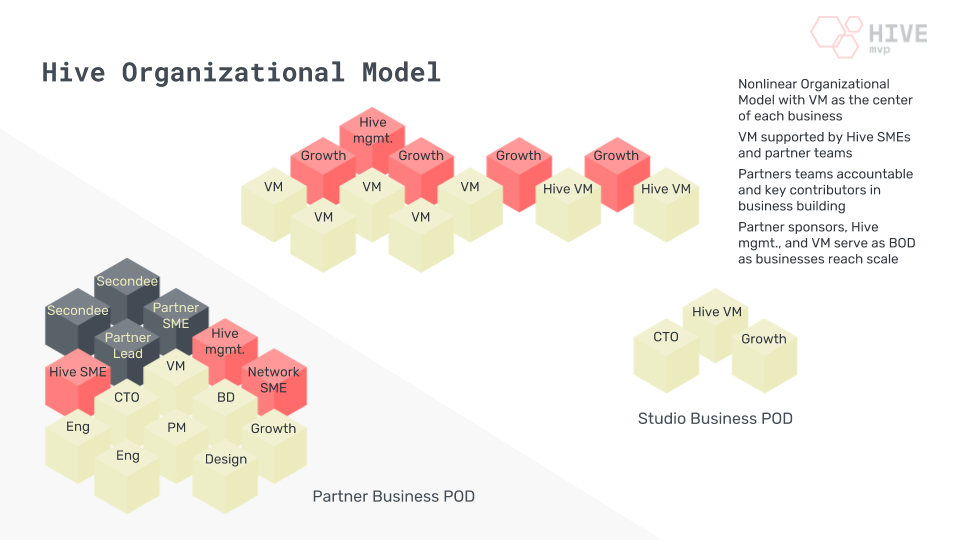 HIVE
mvp
Hive Organizational Model
Nonlinear Organizational
Model with VM as the center
of each business
VM supported by Hive SMEs
and partner teams
Partners teams accountable
and key contributors in
business building
Partner sponsors, Hive
mgmt., and VM serve as BOD
as businesses reach scale
Hive
mgmt.
Growth
Growth
Growth
Growth
VM
VM
VM
Hive VM
Hive VM
VM
VM
Secondee
Secondee
Partner
SME
Partner
Lead
Hive
mgmt.
Hive SME
VM
Network
SME
CTO
BD
Eng
PM
Growth
Eng
Design
Partner Business POD
Hive VM
CTO
Growth
Studio Business POD